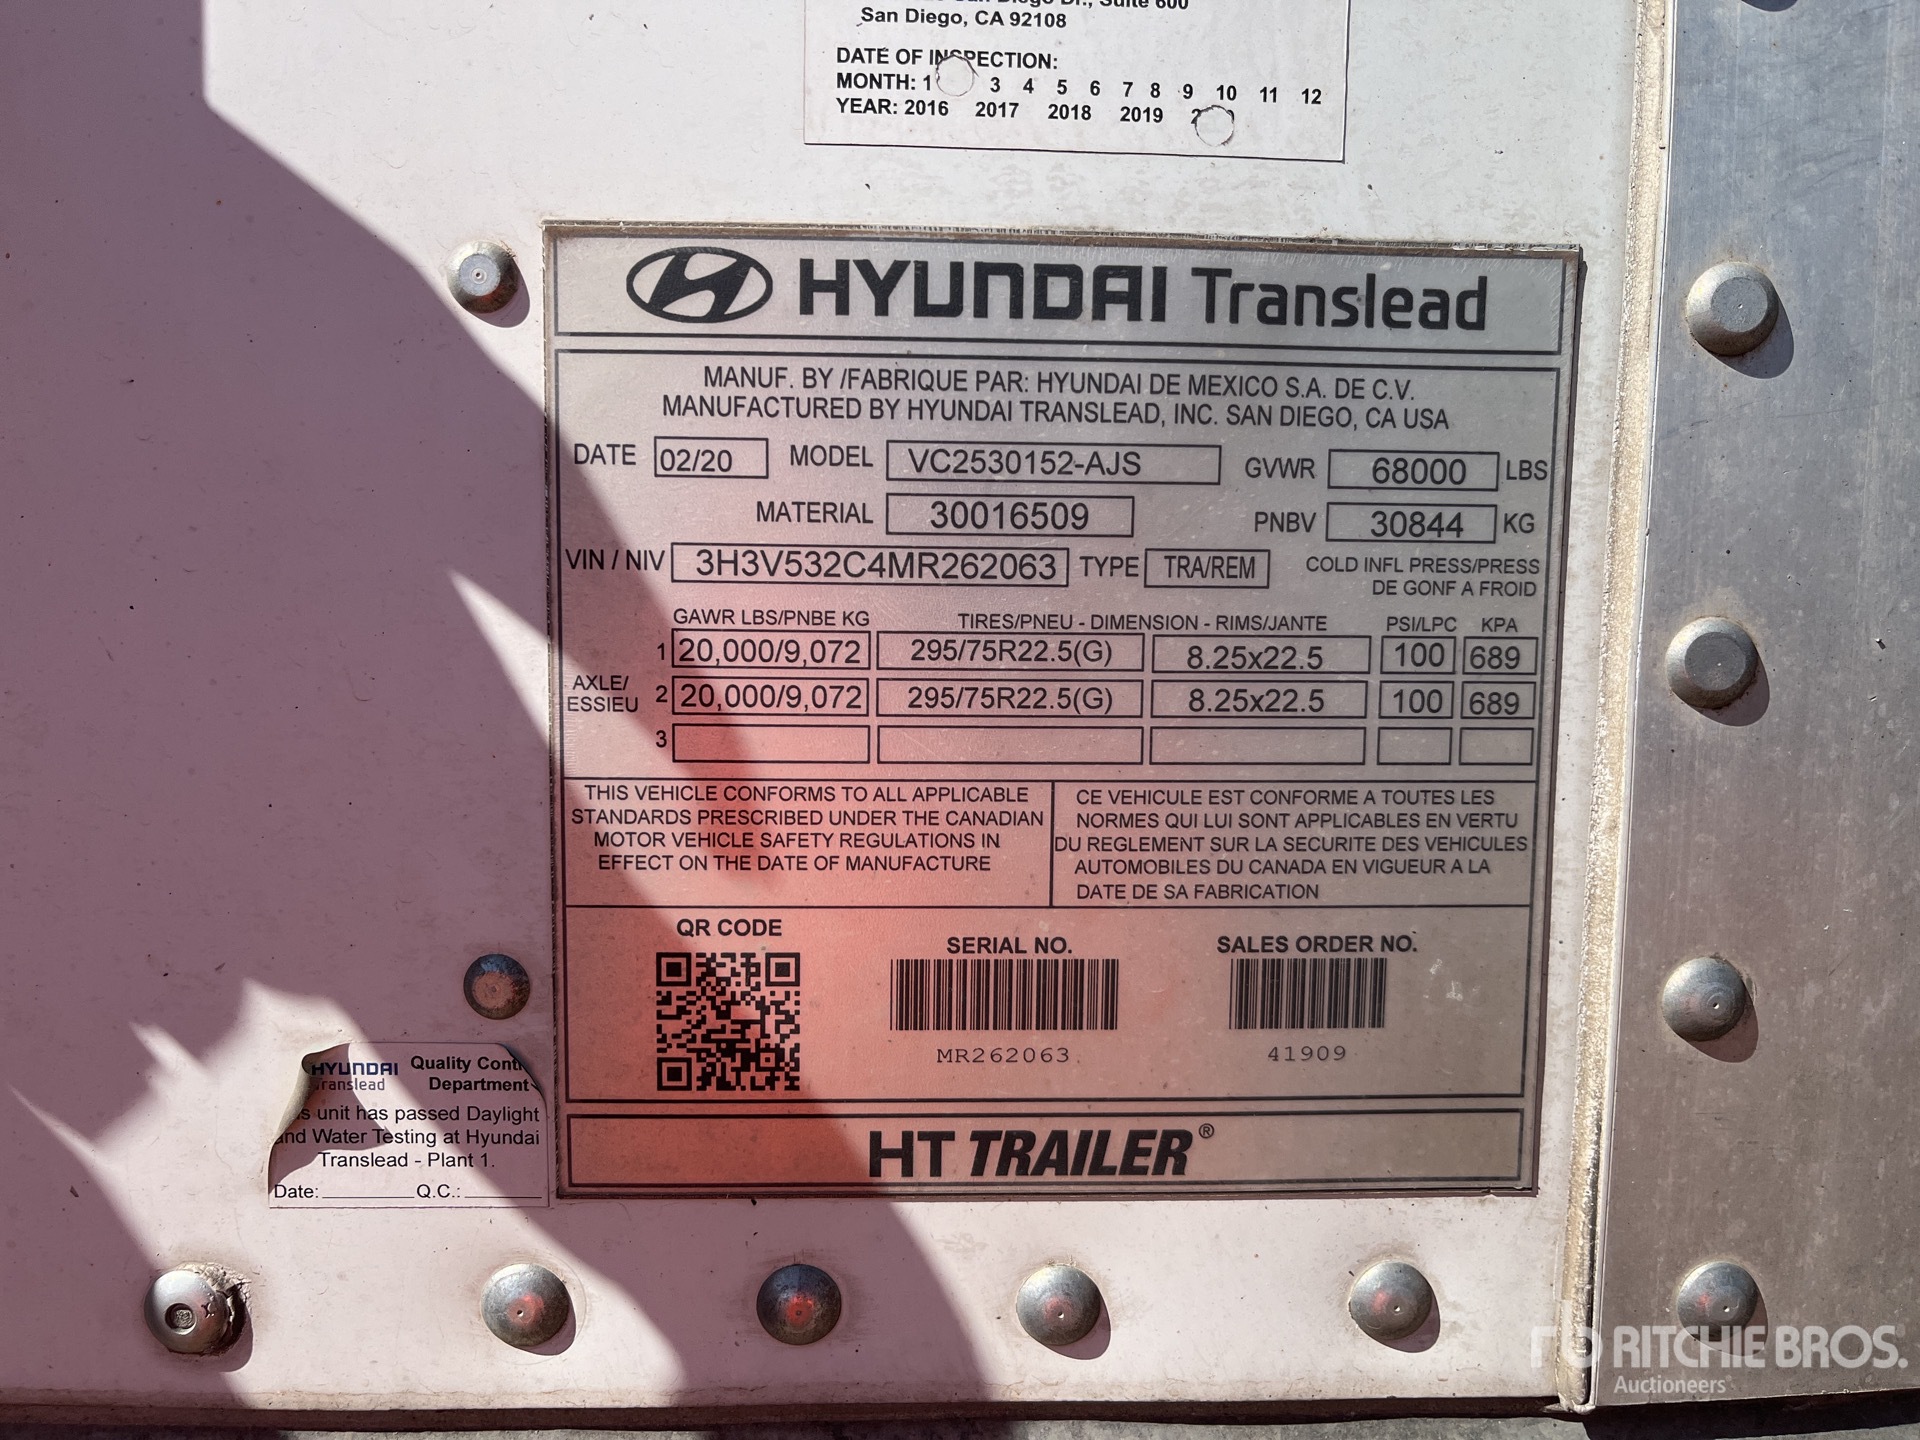 San Diego Dr., Suite 600
San Diego, CA 92108
DATE OF INSPECTION:
MONTH: 1 3 4 5 6 7 8 9 10 11 12
YEAR: 2016 2017 2018 2019
HYUNDAI Translead
MANUF. BY /FABRIQUE PAR: HYUNDAI DE MEXICO S.A. DE C.V.
MANUFACTURED BY HYUNDAI TRANSLEAD, INC. SAN DIEGO, CA USA
DATE 02/20 MODEL VC2530152-AJS GVWR 68000 LBS
MATERIAL 30016509 PNBV 30844 KG
VIN / NIV 3H3V532C4MR262063 TYPE TRA/REM COLD INFL PRESS/PRESS
DE GONF A FROID
GAWR LBS/PNBE KG TIRES/PNEU - DIMENSION - RIMS/JANTE PSI/LPC KPA
1 20,000/9,072 295/75R22.5(G) 8.25x22.5 100 689
AXLE/
ESSIEU 2 20,000/9,072 295/75R22.5(G) 8.25x22.5 100 689
3
THIS VEHICLE CONFORMS TO ALL APPLICABLE
STANDARDS PRESCRIBED UNDER THE CANADIAN
MOTOR VEHICLE SAFETY REGULATIONS IN
EFFECT ON THE DATE OF MANUFACTURE
CE VEHICULE EST CONFORME A TOUTES LES
NORMES QUI LUI SONT APPLICABLES EN VERTU
DU REGLEMENT SUR LA SECURITE DES VEHICULES
AUTOMOBILES DU CANADA EN VIGUEUR A LA
DATE DE SA FABRICATION
QR CODE
SERIAL NO.
MR262063
SALES ORDER NO.
41909
HT TRAILER®
HYUNDAI Translead
Quality Cont
Department
s unit has passed Daylight
and Water Testing at Hyundai
Translead - Plant 1.
Date: Q.C.:
RITCHIE BROS.
Auctioneers